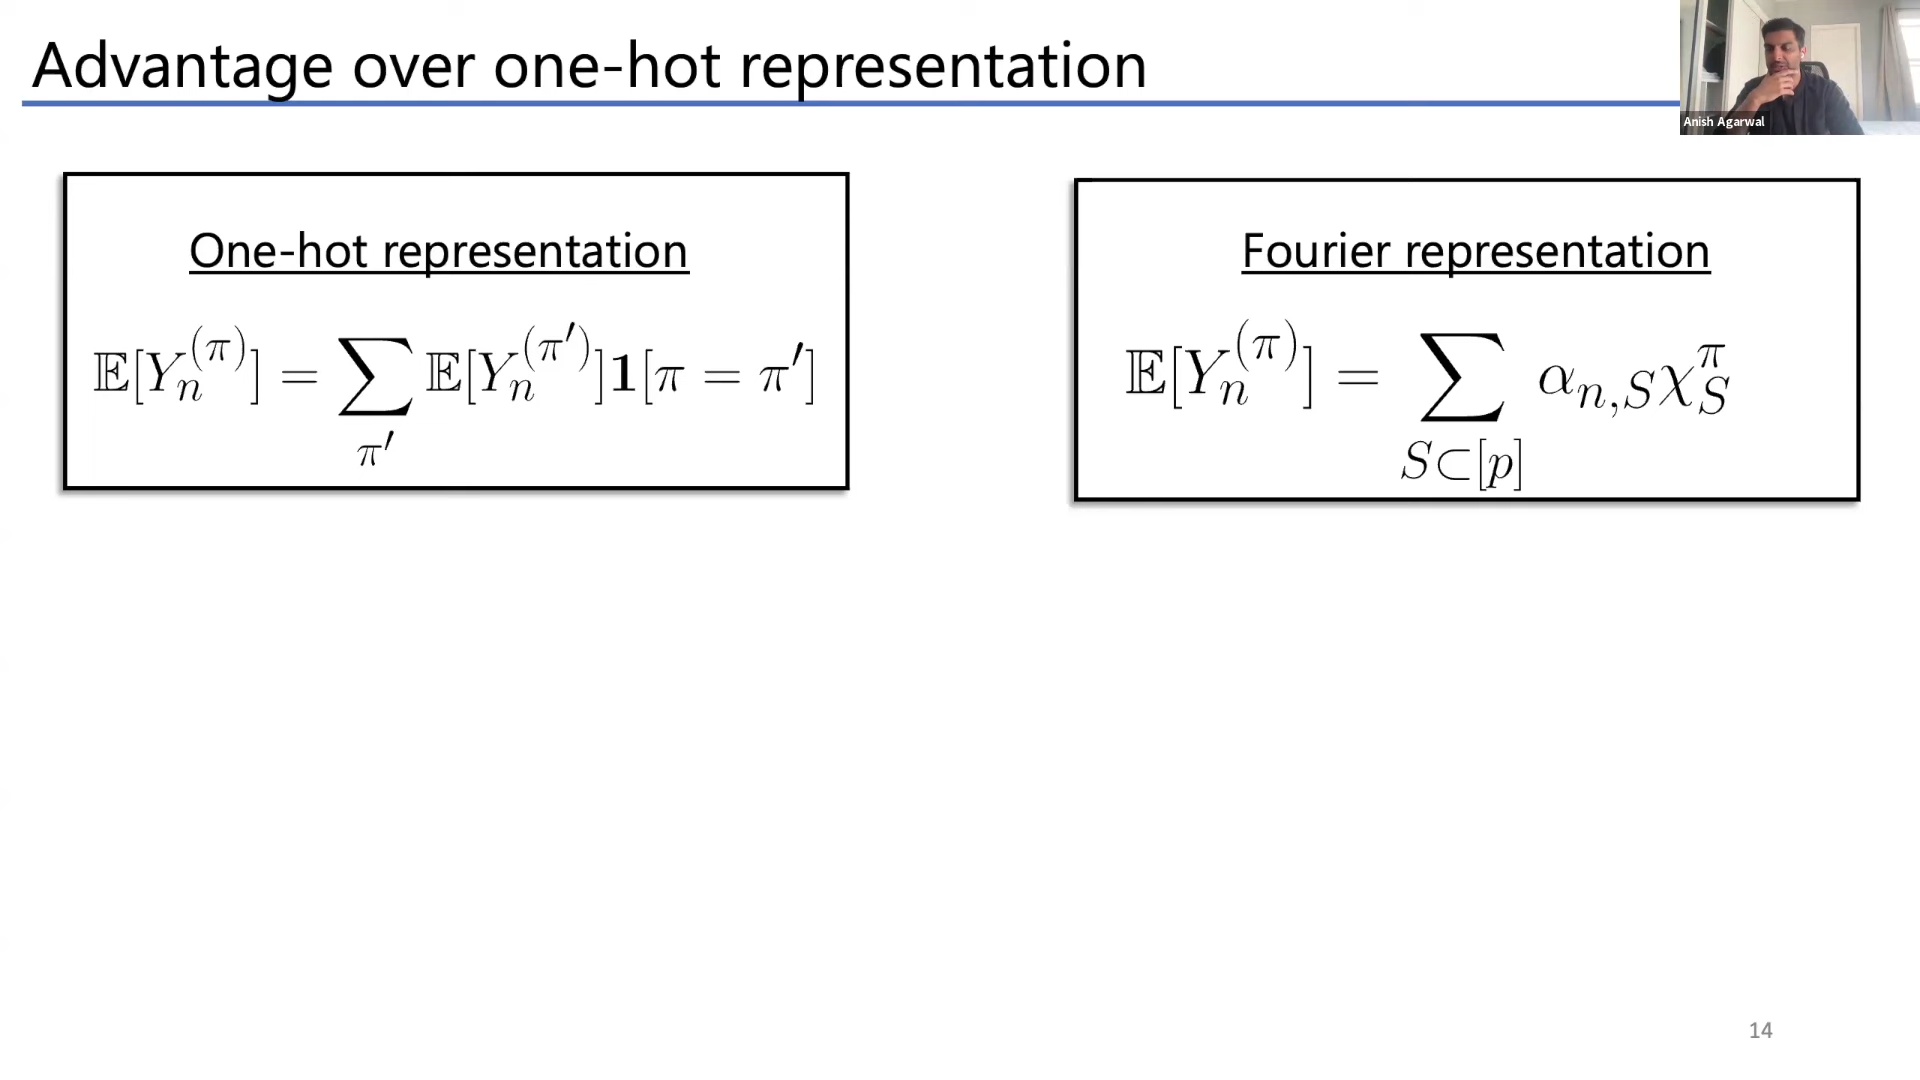 Advantage over one-hot representation
Anish Agarwal
One-hot representation
𝔼[Y_n^{(π)}] = ∑_{π′} 𝔼[Y_n^{(π′)}]𝟏[π = π′]
Fourier representation
𝔼[Y_n^{(π)}] = ∑_{S⊂[p]} α_{n,S}χ_S^π
14